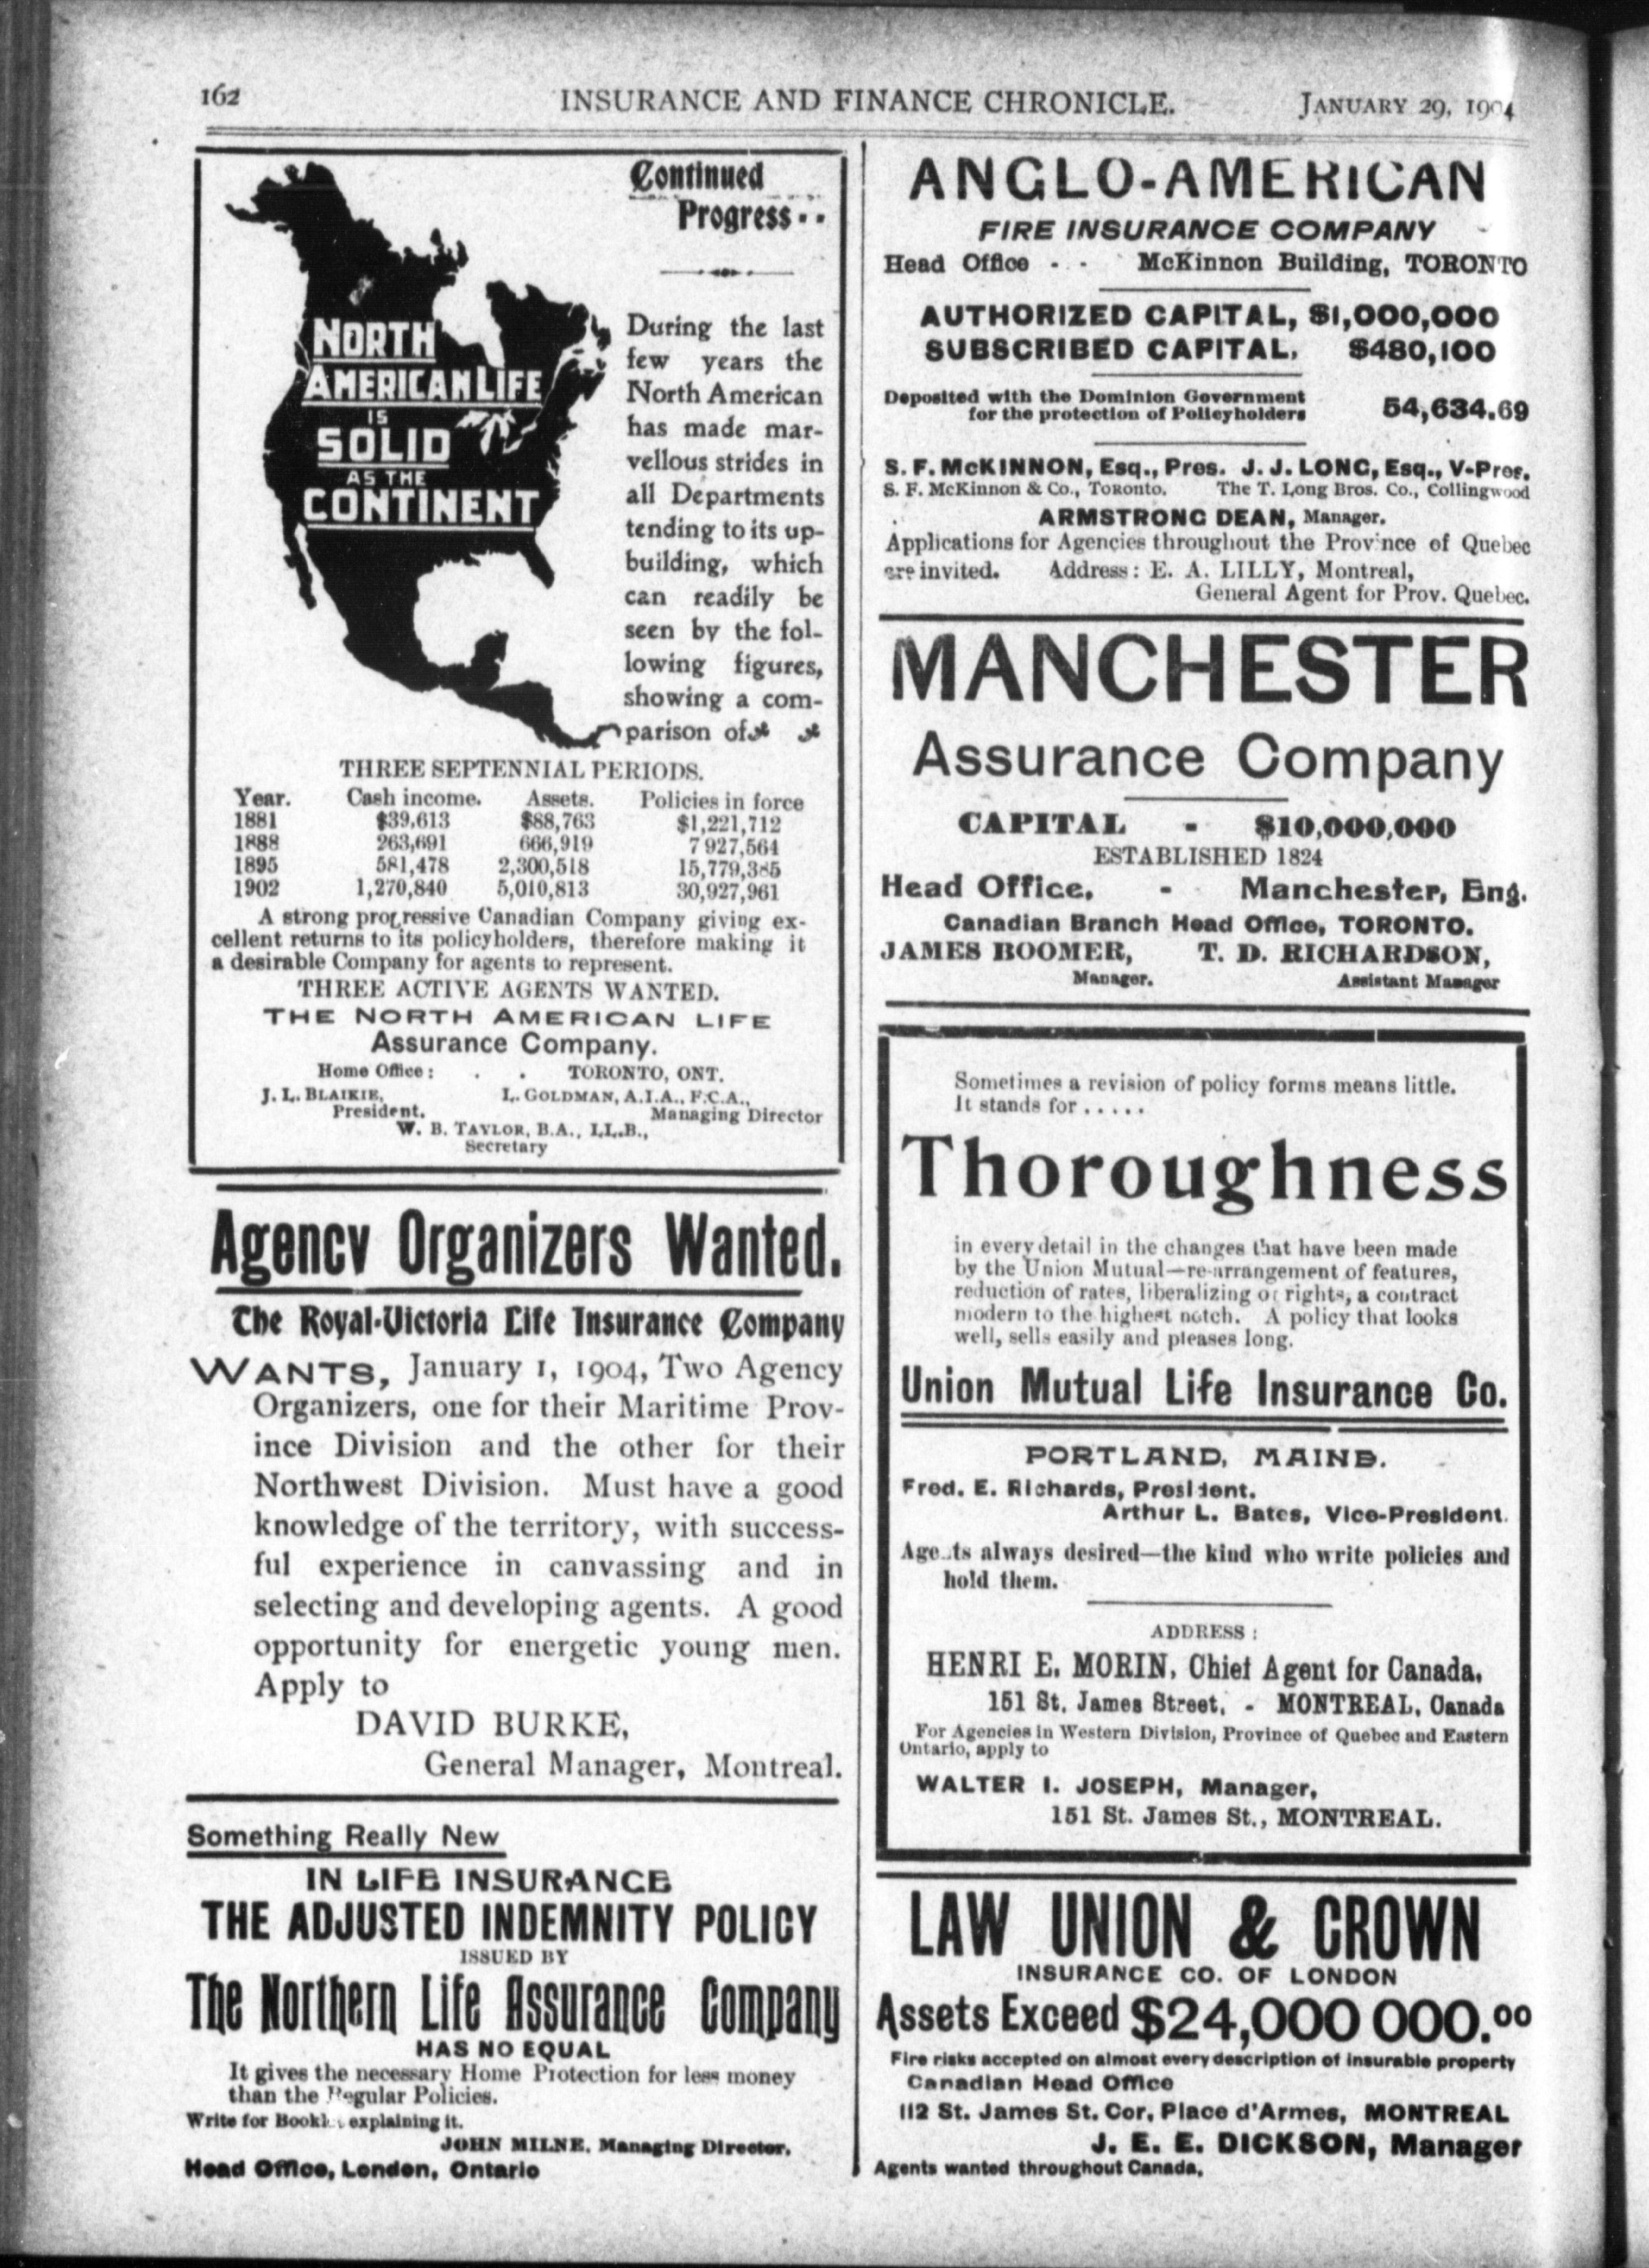 162 INSURANCE AND FINANCE CHRONICLE. JANUARY 29, 1904
Continued
Progress - -
NORTH
AMERICAN LIFE
IS
SOLID
AS THE
CONTINENT
During the last
few years the
North American
has made mar-
vellous strides in
all Departments
tending to its up-
building, which
can readily be
seen by the fol-
lowing figures,
showing a com-
parison of
THREE SEPTENNIAL PERIODS.
Year. Cash income. Assets. Policies in force
1881 $39,613 $88,763 $1,221,712
1888 263,691 666,919 7 927,564
1895 581,478 2,300,518 15,779,385
1902 1,270,840 5,010,813 30,927,961
A strong progressive Canadian Company giving ex-
cellent returns to its policyholders, therefore making it
a desirable Company for agents to represent.
THREE ACTIVE AGENTS WANTED.
THE NORTH AMERICAN LIFE
Assurance Company.
Home Office : . . TORONTO, ONT.
J. L. BLAIKIE, L. GOLDMAN, A.I.A., F.C.A.,
President. Managing Director
W. B. TAYLOR, B.A., LL.B.,
Secretary
Agency Organizers Wanted.
The Royal-Victoria Life Insurance Company
WANTS, January 1, 1904, Two Agency
Organizers, one for their Maritime Prov-
ince Division and the other for their
Northwest Division. Must have a good
knowledge of the territory, with success-
ful experience in canvassing and in
selecting and developing agents. A good
opportunity for energetic young men.
Apply to
DAVID BURKE,
General Manager, Montreal.
Something Really New
IN LIFE INSURANCE
THE ADJUSTED INDEMNITY POLICY
ISSUED BY
The Northern Life Assurance Company
HAS NO EQUAL
It gives the necessary Home Protection for less money
than the Regular Policies.
Write for Booklet explaining it.
JOHN MILNE, Managing Director.
Head Office, London, Ontario
ANGLO-AMERICAN
FIRE INSURANCE COMPANY
Head Office - - McKinnon Building, TORONTO
AUTHORIZED CAPITAL, $1,000,000
SUBSCRIBED CAPITAL, $480,100
Deposited with the Dominion Government
for the protection of Policyholders 54,634.69
S. F. McKINNON, Esq., Pres. J. J. LONG, Esq., V-Pres.
S. F. McKinnon & Co., Toronto. The T. Long Bros. Co., Collingwood
ARMSTRONG DEAN, Manager.
Applications for Agencies throughout the Province of Quebec
are invited. Address: E. A. LILLY, Montreal,
General Agent for Prov. Quebec.
MANCHESTER
Assurance Company
CAPITAL - $10,000,000
ESTABLISHED 1824
Head Office, - Manchester, Eng.
Canadian Branch Head Office, TORONTO.
JAMES BOOMER, T. D. RICHARDSON,
Manager. Assistant Manager
Sometimes a revision of policy forms means little.
It stands for . . . . .
Thoroughness
in every detail in the changes that have been made
by the Union Mutual—re-arrangement of features,
reduction of rates, liberalizing of rights, a contract
modern to the highest notch. A policy that looks
well, sells easily and pleases long.
Union Mutual Life Insurance Co.
PORTLAND, MAINE.
Fred. E. Richards, President.
Arthur L. Bates, Vice-President.
Agents always desired—the kind who write policies and
hold them.
ADDRESS :
HENRI E. MORIN, Chief Agent for Canada,
151 St. James Street, - MONTREAL, Canada
For Agencies in Western Division, Province of Quebec and Eastern
Ontario, apply to
WALTER I. JOSEPH, Manager,
151 St. James St., MONTREAL.
LAW UNION & CROWN
INSURANCE CO. OF LONDON
Assets Exceed $24,000 000.00
Fire risks accepted on almost every description of insurable property
Canadian Head Office
112 St. James St. Cor, Place d'Armes, MONTREAL
J. E. E. DICKSON, Manager
Agents wanted throughout Canada.